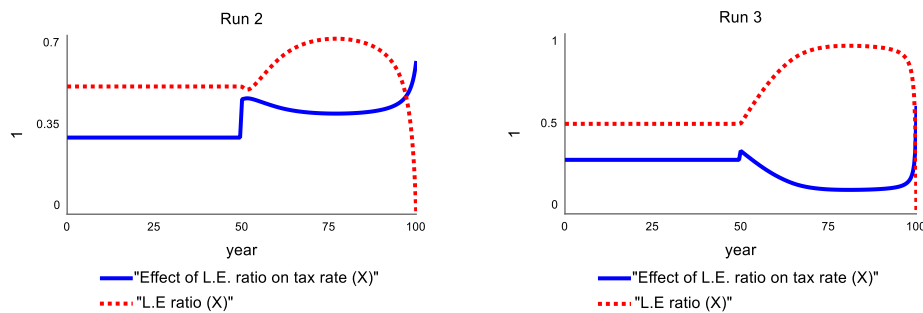 Run 2
0.7
0.35
0
1
0 25 50 75 100
year
"Effect of L.E. ratio on tax rate (X)"
"L.E ratio (X)"
Run 3
1
0.5
0
1
0 25 50 75 100
year
"Effect of L.E. ratio on tax rate (X)"
"L.E ratio (X)"